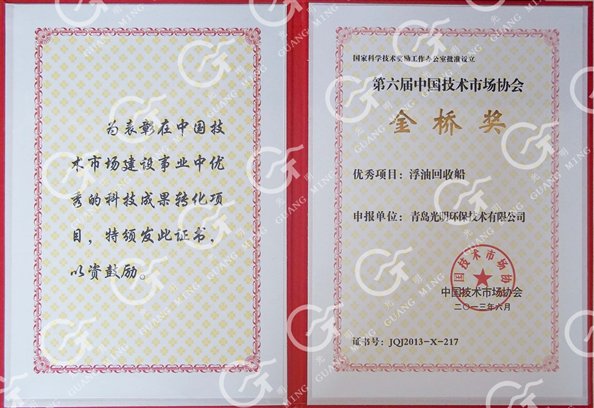 为表彰在中国技
术市场建设事业中优
秀的科技成果转化项
目，特颁发此证书，
以资鼓励。
国家科学技术奖励工作办公室批准设立
第六届中国技术市场协会
金桥奖
优秀项目：浮油回收船
申报单位：青岛光明环保技术有限公司
中国技术市场协会
中国技术市场协会
二〇一三年六月
证书号：JQJ2013-X-217
光明
GUANG MING